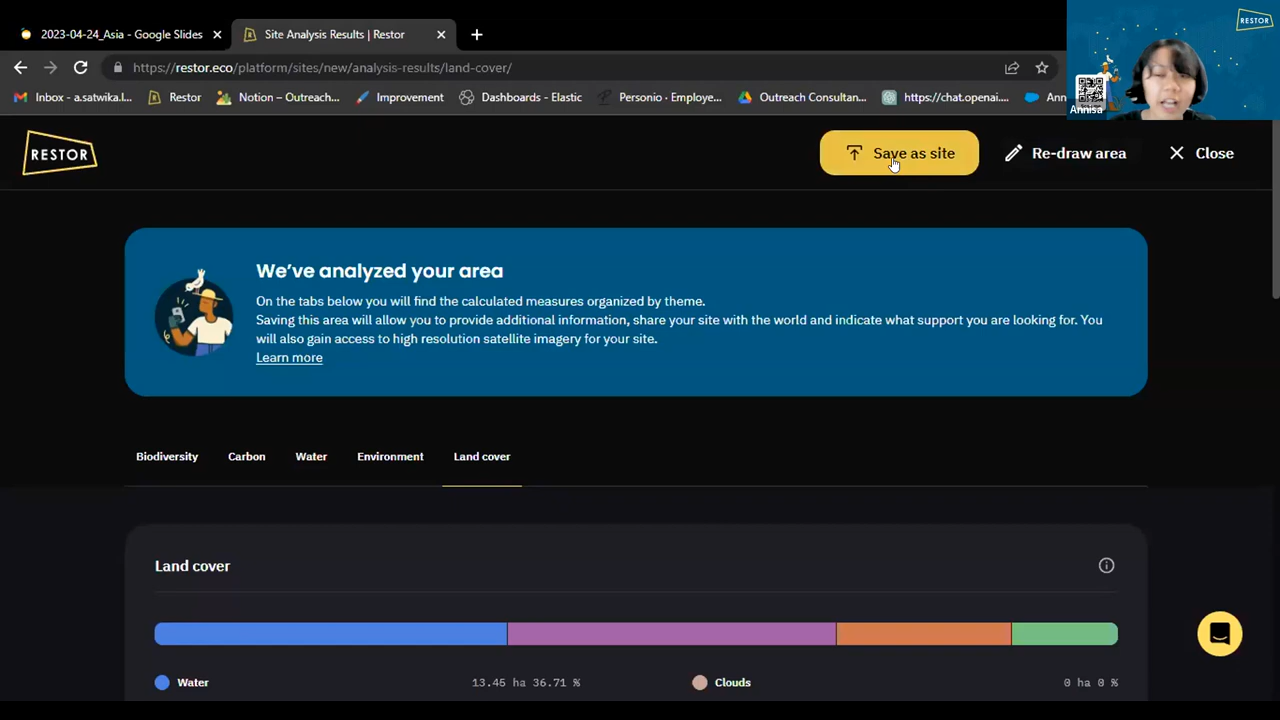 2023-04-24_Asia - Google Slides
Site Analysis Results | Restor
https://restor.eco/platform/sites/new/analysis-results/land-cover/
Inbox - a.satwika.l...
Restor
Notion – Outreach...
Improvement
Dashboards - Elastic
Personio - Employe...
Outreach Consultan...
https://chat.openai....
Ann
RESTOR
Annisa
RESTOR
Save as site
Re-draw area
Close
We've analyzed your area
On the tabs below you will find the calculated measures organized by theme.
Saving this area will allow you to provide additional information, share your site with the world and indicate what support you are looking for. You
will also gain access to high resolution satellite imagery for your site.
Learn more
Biodiversity
Carbon
Water
Environment
Land cover
Land cover
Water 13.45 ha 36.71 %
Clouds 0 ha 0 %